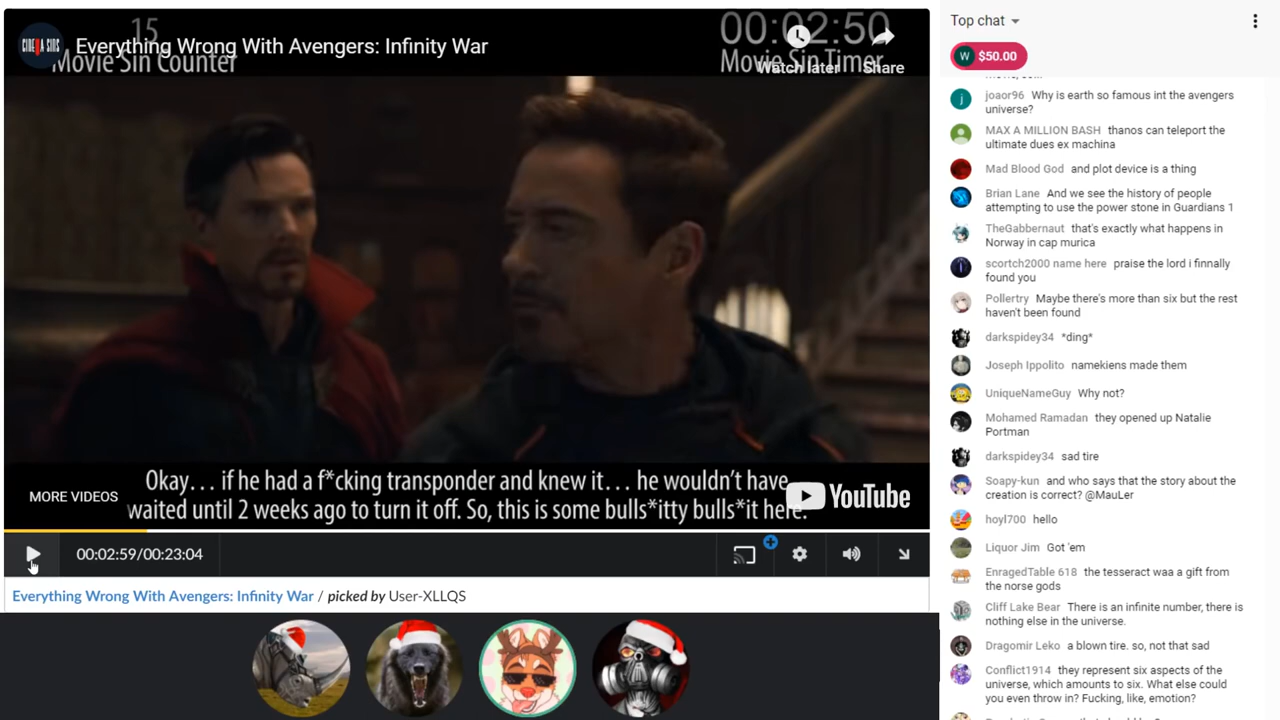 CINEMA SINS
Everything Wrong With Avengers: Infinity War
15
Movie Sin Counter
00:02:50
Movie Sin Timer
Watch later
Share
Okay... if he had a f*cking transponder and knew it... he wouldn't have
waited until 2 weeks ago to turn it off. So, this is some bulls*itty bulls*it here.
MORE VIDEOS
YouTube
00:02:59/00:23:04
Everything Wrong With Avengers: Infinity War / picked by User-XLLQS
Top chat
W $50.00
joaor96 Why is earth so famous int the avengers
universe?
MAX A MILLION BASH thanos can teleport the
ultimate dues ex machina
Mad Blood God and plot device is a thing
Brian Lane And we see the history of people
attempting to use the power stone in Guardians 1
TheGabbernaut that's exactly what happens in
Norway in cap murica
scortch2000 name here praise the lord i finnally
found you
Pollertry Maybe there's more than six but the rest
haven't been found
darkspidey34 *ding*
Joseph Ippolito namekiens made them
UniqueNameGuy Why not?
Mohamed Ramadan they opened up Natalie
Portman
darkspidey34 sad tire
Soapy-kun and who says that the story about the
creation is correct? @MauLer
hoyl700 hello
Liquor Jim Got 'em
EnragedTable 618 the tesseract waa a gift from
the norse gods
Cliff Lake Bear There is an infinite number, there is
nothing else in the universe.
Dragomir Leko a blown tire. so, not that sad
Conflict1914 they represent six aspects of the
universe, which amounts to six. What else could
you even throw in? Fucking, like, emotion?